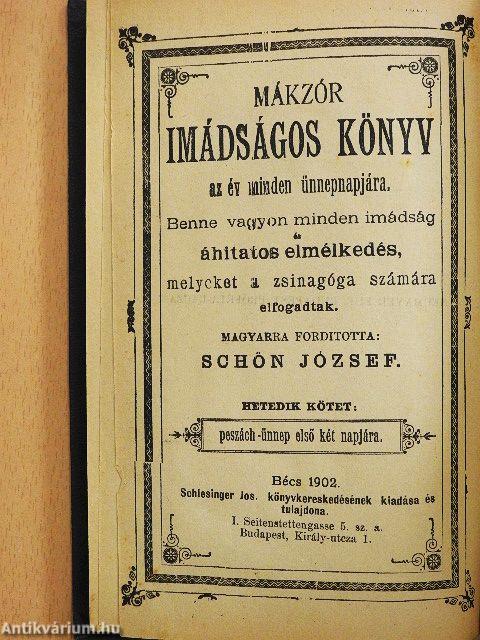 MÁKZÓR
IMÁDSÁGOS KÖNYV
az év minden ünnepnapjára.
Benne vagyon minden imádság
és
áhitatos elmélkedés,
melyeket a zsinagóga számára
elfogadtak.
MAGYARRA FORDITOTTA:
SCHÖN JÓZSEF.
HETEDIK KÖTET:
peszách-ünnep első két napjára.
Bécs 1902.
Schlesinger Jos. könyvkereskedésének kiadása és
tulajdona.
I. Seitenstettengasse 5. sz. a.
Budapest, Király-utcza 1.
Antikvárium.hu